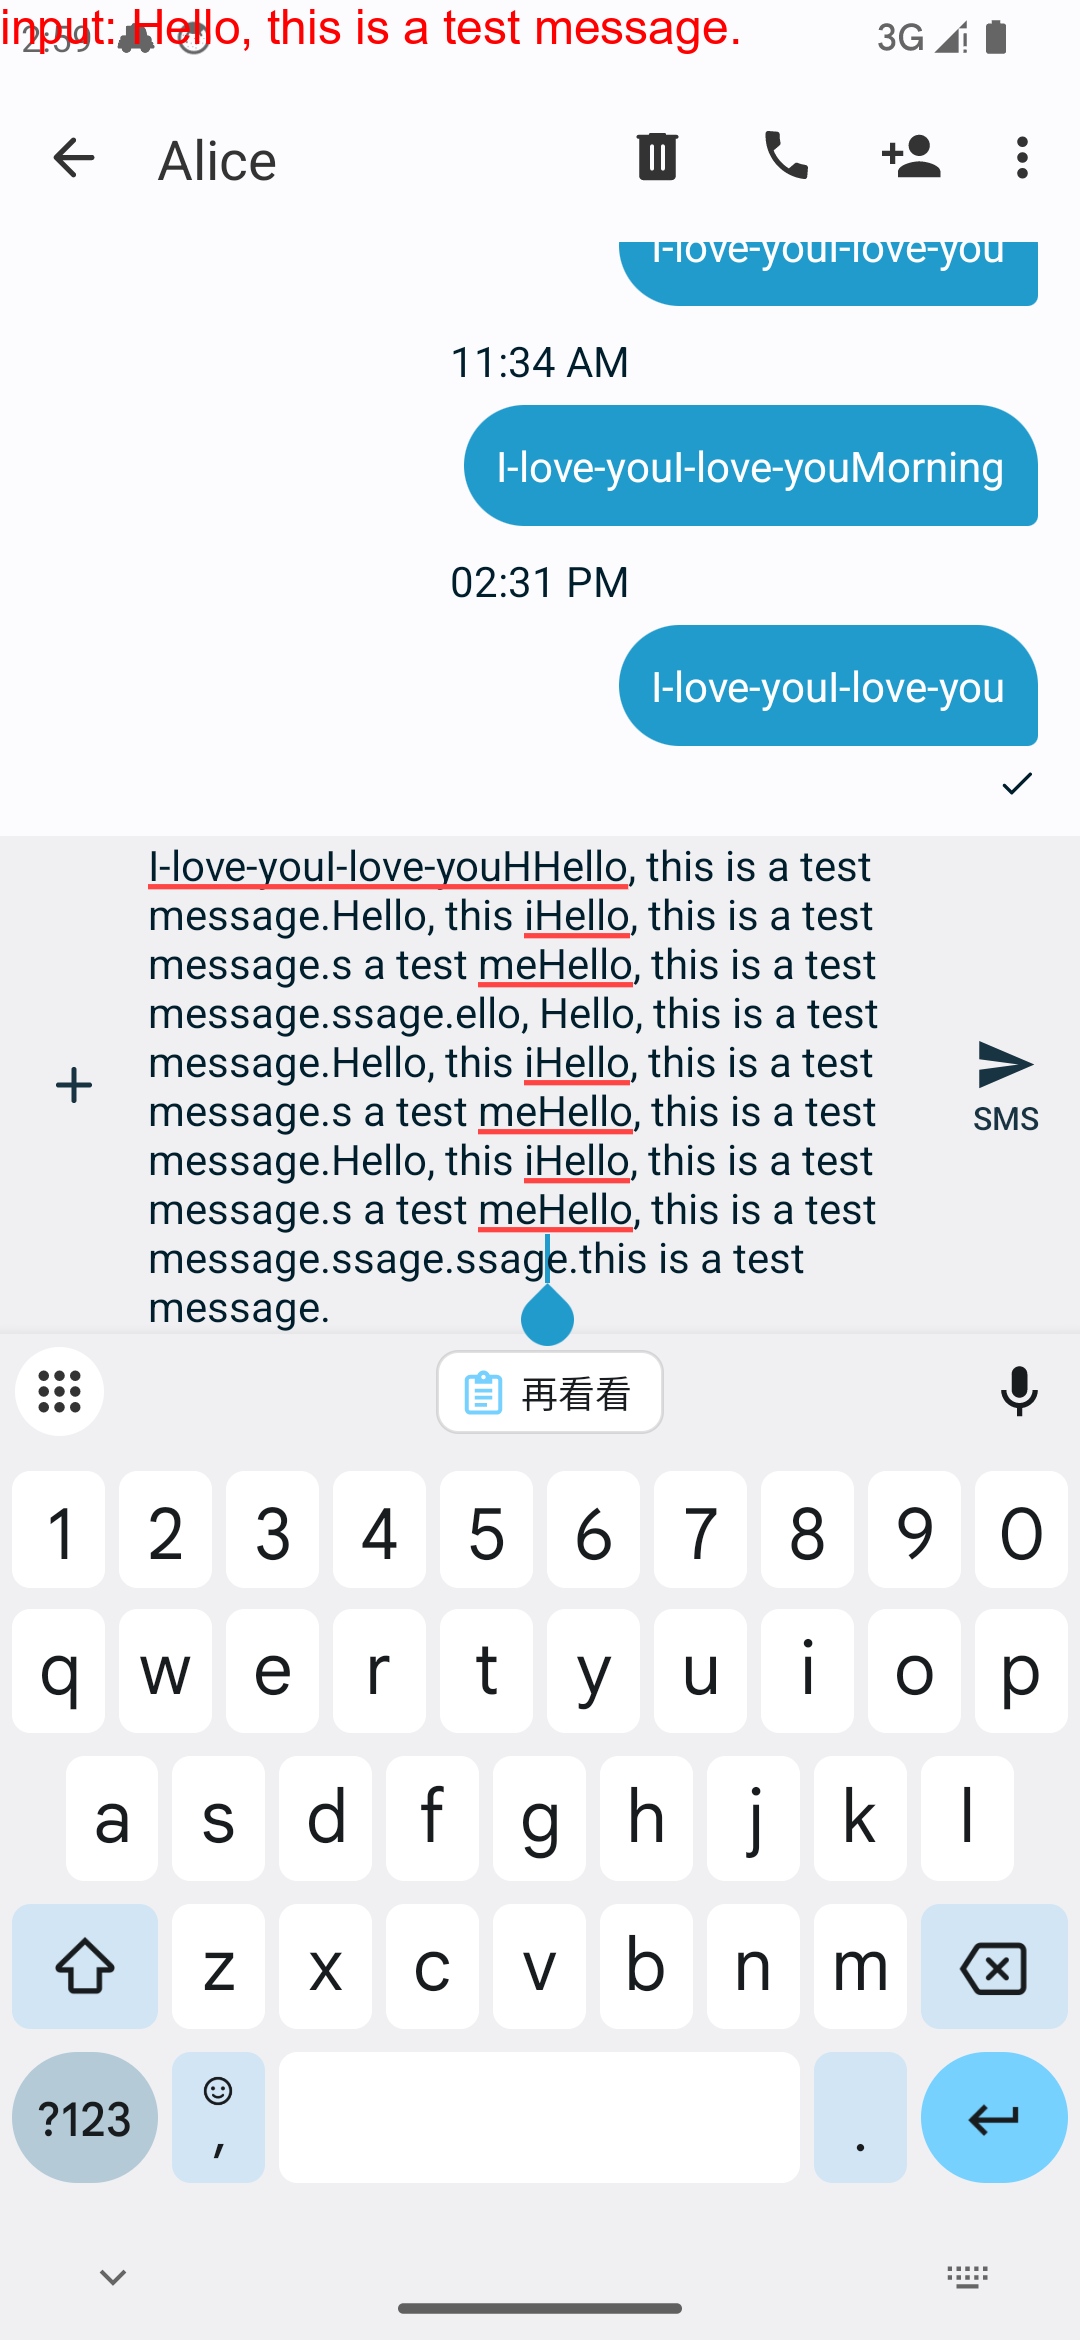 input: Hello, this is a test message.
2:59
3G
Alice
I-love-youI-love-you
11:34 AM
I-love-youI-love-youMorning
02:31 PM
I-love-youI-love-you
I-love-youI-love-youHHello, this is a test
message.Hello, this iHello, this is a test
message.s a test meHello, this is a test
message.ssage.ello, Hello, this is a test
message.Hello, this iHello, this is a test
message.s a test meHello, this is a test
message.Hello, this iHello, this is a test
message.s a test meHello, this is a test
message.ssage.ssage.this is a test
message.
SMS
再看看
1 2 3 4 5 6 7 8 9 0
q w e r t y u i o p
a s d f g h j k l
z x c v b n m
?123 , .